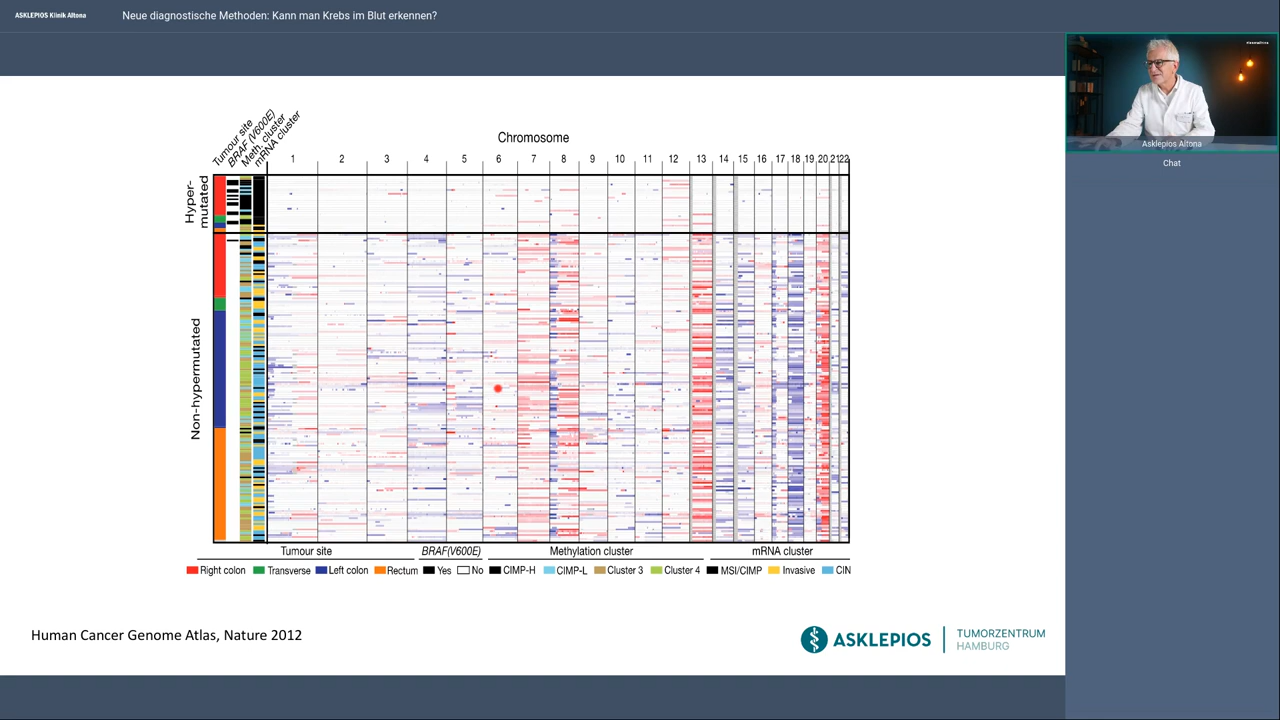 ASKLEPIOS Klinik Altona
Neue diagnostische Methoden: Kann man Krebs im Blut erkennen?
Asklepios Altona
Chat
Chromosome
Tumour site
BRAF (V600E)
Meth. cluster
mRNA cluster
1 2 3 4 5 6 7 8 9 10 11 12 13 14 15 16 17 18 19 20 21 22
Hyper-
mutated
Non-hypermutated
Tumour site BRAF(V600E) Methylation cluster mRNA cluster
Right colon Transverse Left colon Rectum Yes No CIMP-H CIMP-L Cluster 3 Cluster 4 MSI/CIMP Invasive CIN
Human Cancer Genome Atlas, Nature 2012
ASKLEPIOS
TUMORZENTRUM
HAMBURG